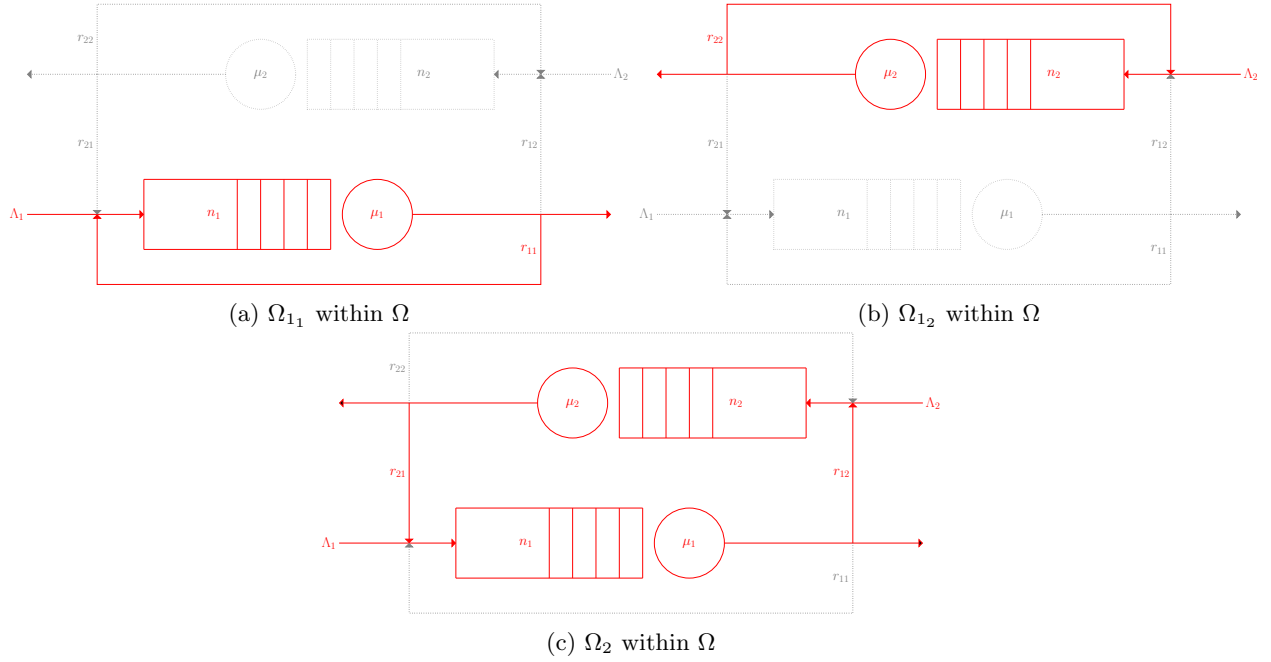 r₂₂
μ₂
n₂
Λ₂
r₂₁
r₁₂
Λ₁
n₁
μ₁
r₁₁
(a) Ω₁₁ within Ω
r₂₂
μ₂
n₂
Λ₂
r₂₁
r₁₂
Λ₁
n₁
μ₁
r₁₁
(b) Ω₁₂ within Ω
r₂₂
μ₂
n₂
Λ₂
r₂₁
r₁₂
Λ₁
n₁
μ₁
r₁₁
(c) Ω₂ within Ω